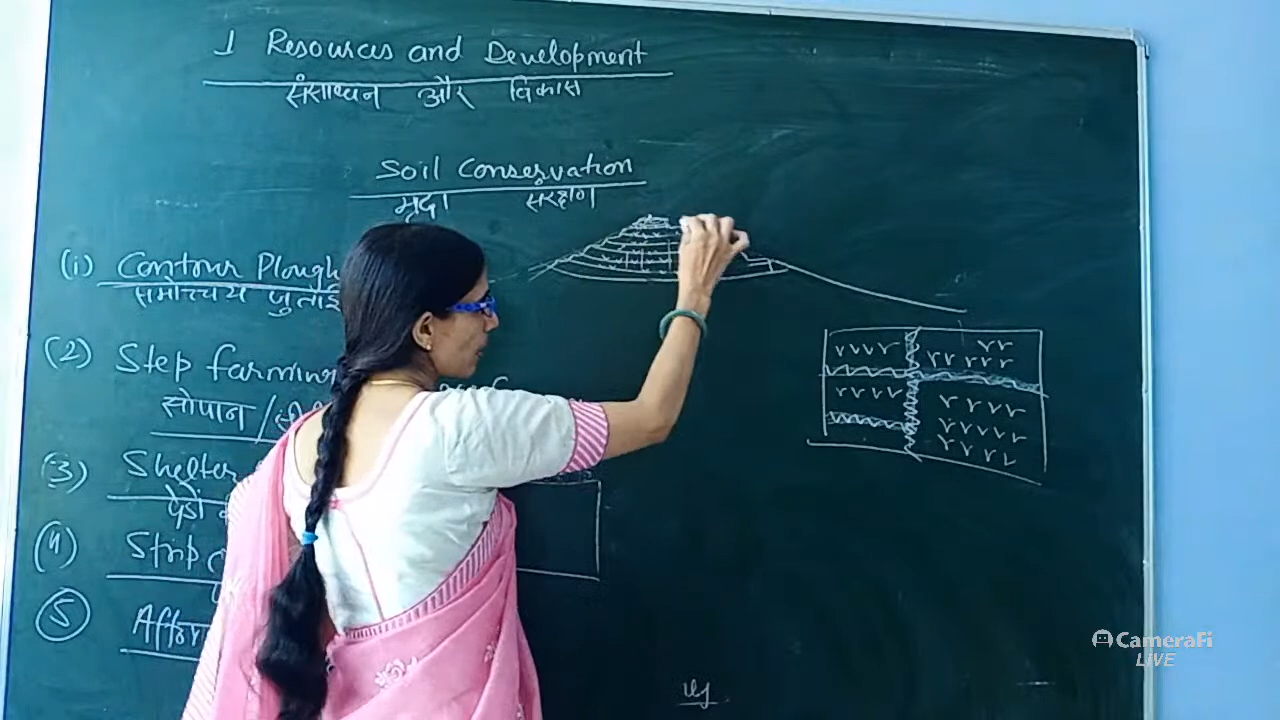 1 Resources and Development
संसाधन और विकास
Soil Conservation
मृदा संरक्षण
(i) Contour Plough
समोच्चय जुताई
(2) Step farming
सोपान /
(3) Shelter
पेड़ों
(4) Strip
(5)
CameraFi
LiVE